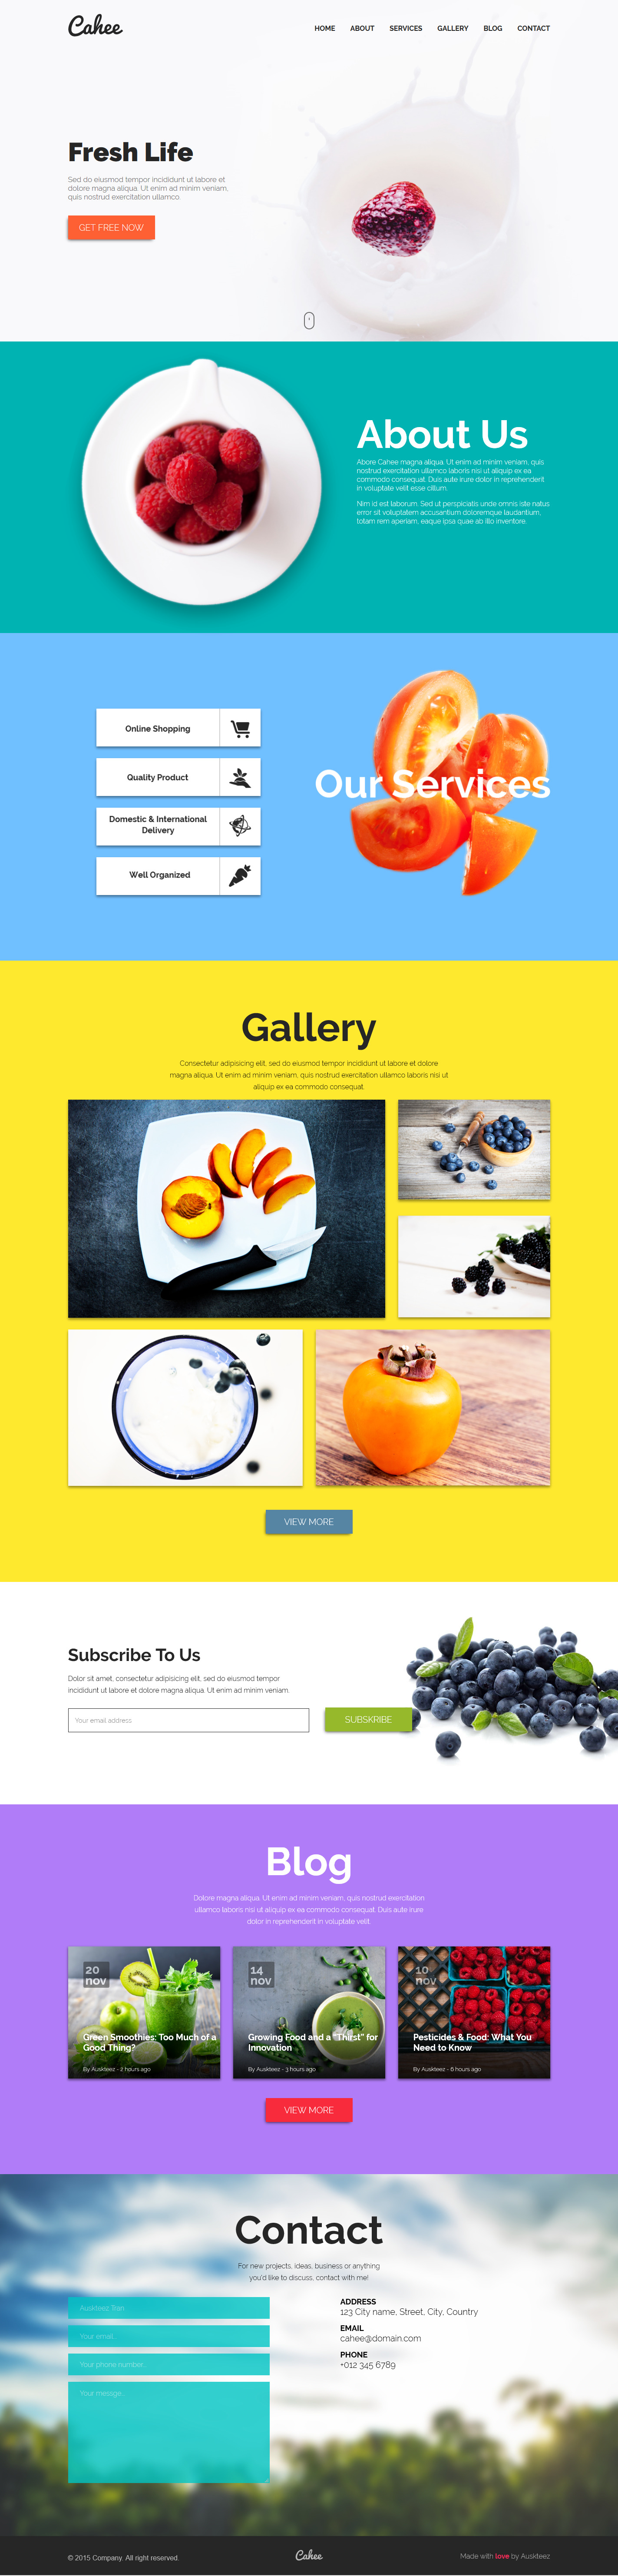 Cahee
HOME ABOUT SERVICES GALLERY BLOG CONTACT
Fresh Life
Sed do eiusmod tempor incididunt ut labore et
dolore magna aliqua. Ut enim ad minim veniam,
quis nostrud exercitation ullamco
GET FREE NOW
About Us
Abore Cahee magna aliqua. Ut enim ad minim veniam, quis
nostrud exercitation ullamco laboris nisi ut aliquip ex ea
commodo consequat. Duis aute irure dolor in reprehenderit
in voluptate velit esse cillum.
Nim id est laborum. Sed ut perspiciatis unde omnis iste natus
error sit voluptatem accusantium doloremque laudantium,
totam rem aperiam, eaque ipsa quae ab illo inventore.
Online Shopping
Quality Product
Domestic & International
Delivery
Well Organized
Our Services
Gallery
Consectetur adipisicing elit, sed do eiusmod tempor incididunt ut labore et dolore
magna aliqua. Ut enim ad minim veniam, quis nostrud exercitation ullamco laboris nisi ut
aliquip ex ea commodo consequat.
VIEW MORE
Subscribe To Us
Dolor sit amet, consectetur adipisicing elit, sed do eiusmod tempor
incididunt ut labore et dolore magna aliqua. Ut enim ad minim veniam.
Your email address
SUBSKRIBE
Blog
Dolore magna aliqua. Ut enim ad minim veniam, quis nostrud exercitation
ullamco laboris nisi ut aliquip ex ea commodo consequat. Duis aute irure
dolor in reprehenderit in voluptate velit.
20
nov
Green Smoothies: Too Much of a
Good Thing?
By Auskteez - 2 hours ago
14
nov
Growing Food and a "Thirst" for
Innovation
By Auskteez - 3 hours ago
10
nov
Pesticides & Food: What You
Need to Know
By Auskteez - 6 hours ago
VIEW MORE
Contact
For new projects, ideas, business or anything
you'd like to discuss, contact with me!
Auskteez Tran
Your email
Your phone number
Your mesage
ADDRESS
123 City name, Street, City, Country
EMAIL
cahee@domain.com
PHONE
+012 345 6789
© 2015 Company. All right reserved.
Cahee
Made with love by Auskteez